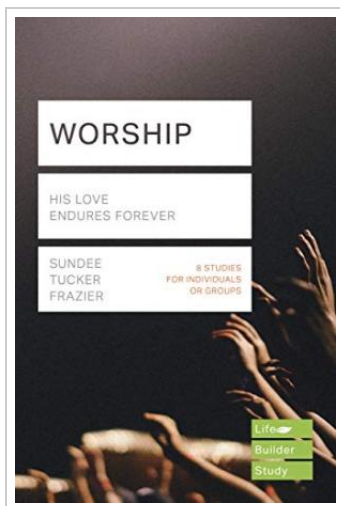 WORSHIP
HIS LOVE
ENDURES FOREVER
SUNDEE
TUCKER
FRAZIER
8 STUDIES
FOR INDIVIDUALS
OR GROUPS
Life
Builder
Study